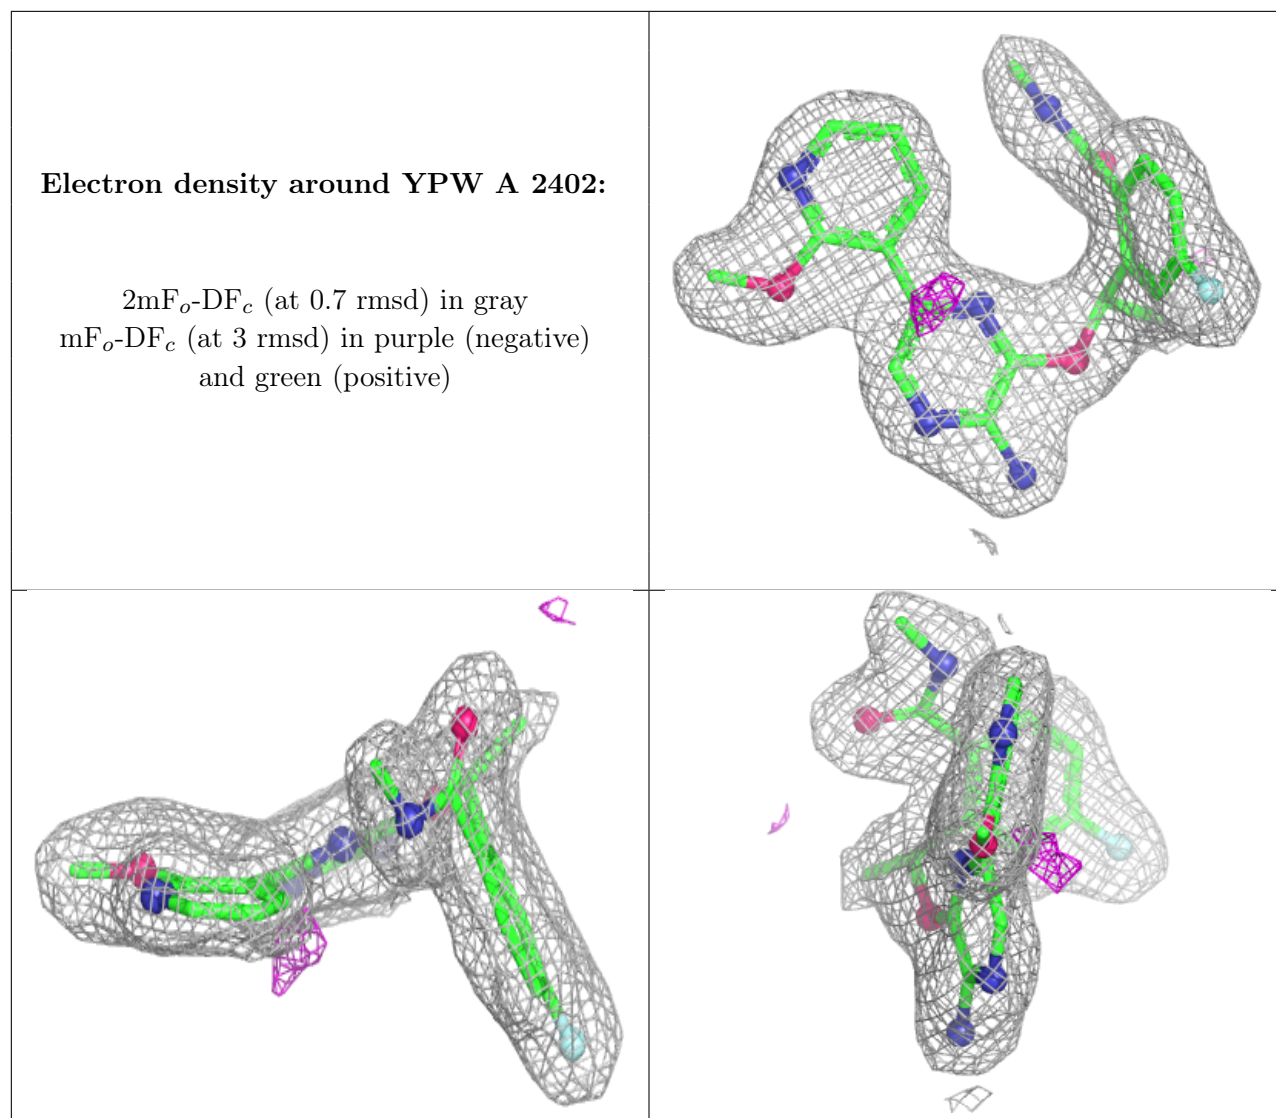 Electron density around YPW A 2402:
2mFo-DFc (at 0.7 rmsd) in gray
mFo-DFc (at 3 rmsd) in purple (negative)
and green (positive)